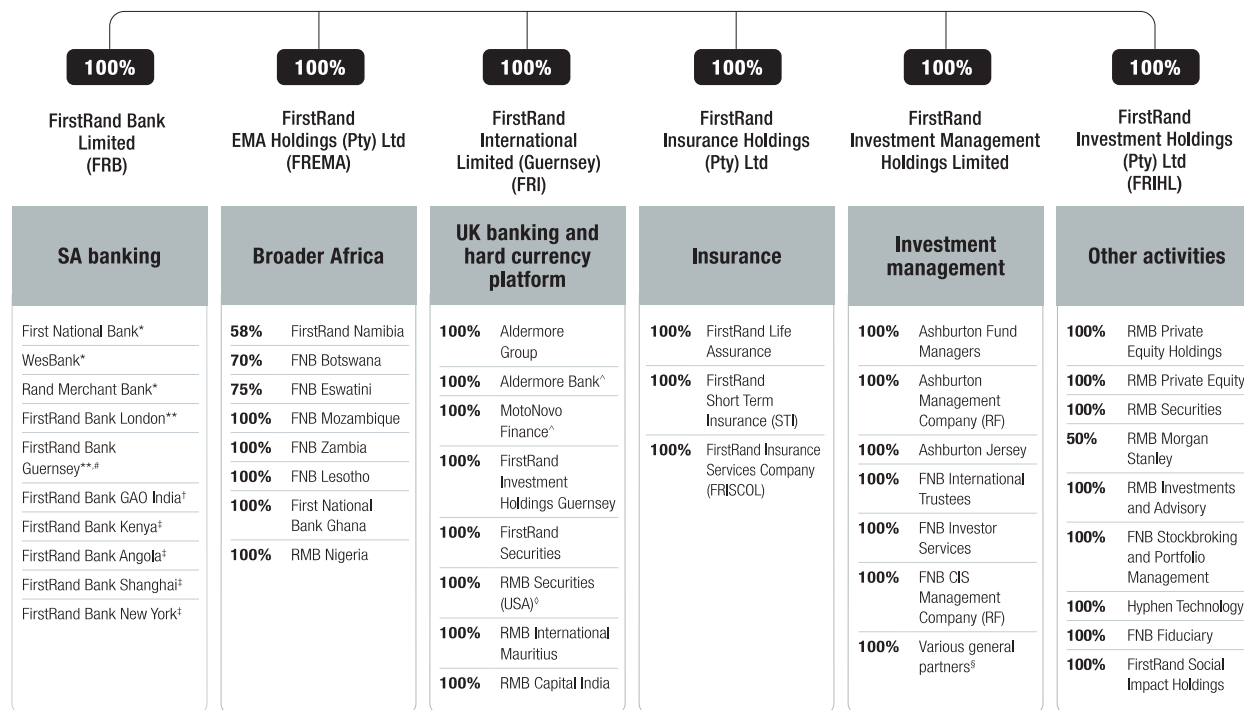 100%
100%
100%
100%
100%
100%
FirstRand Bank
Limited
(FRB)
FirstRand
EMA Holdings (Pty) Ltd
(FREMA)
FirstRand
International
Limited (Guernsey)
(FRI)
FirstRand
Insurance Holdings
(Pty) Ltd
FirstRand
Investment Management
Holdings Limited
FirstRand
Investment Holdings
(Pty) Ltd
(FRIHL)
SA banking
First National Bank*
WesBank*
Rand Merchant Bank*
FirstRand Bank London**
FirstRand Bank
Guernsey**,#
FirstRand Bank GAO India†
FirstRand Bank Kenya‡
FirstRand Bank Angola‡
FirstRand Bank Shanghai‡
FirstRand Bank New York‡
Broader Africa
58% FirstRand Namibia
70% FNB Botswana
75% FNB Eswatini
100% FNB Mozambique
100% FNB Zambia
100% FNB Lesotho
100% First National
Bank Ghana
100% RMB Nigeria
UK banking and
hard currency
platform
100% Aldermore
Group
100% Aldermore Bank^
100% MotoNovo
Finance^
100% FirstRand
Investment
Holdings Guernsey
100% FirstRand
Securities
100% RMB Securities
(USA)◊
100% RMB International
Mauritius
100% RMB Capital India
Insurance
100% FirstRand Life
Assurance
100% FirstRand
Short Term
Insurance (STI)
100% FirstRand Insurance
Services Company
(FRISCOL)
Investment
management
100% Ashburton Fund
Managers
100% Ashburton
Management
Company (RF)
100% Ashburton Jersey
100% FNB International
Trustees
100% FNB Investor
Services
100% FNB CIS
Management
Company (RF)
100% Various general
partners§
Other activities
100% RMB Private
Equity Holdings
100% RMB Private Equity
100% RMB Securities
50% RMB Morgan
Stanley
100% RMB Investments
and Advisory
100% FNB Stockbroking
and Portfolio
Management
100% Hyphen Technology
100% FNB Fiduciary
100% FirstRand Social
Impact Holdings